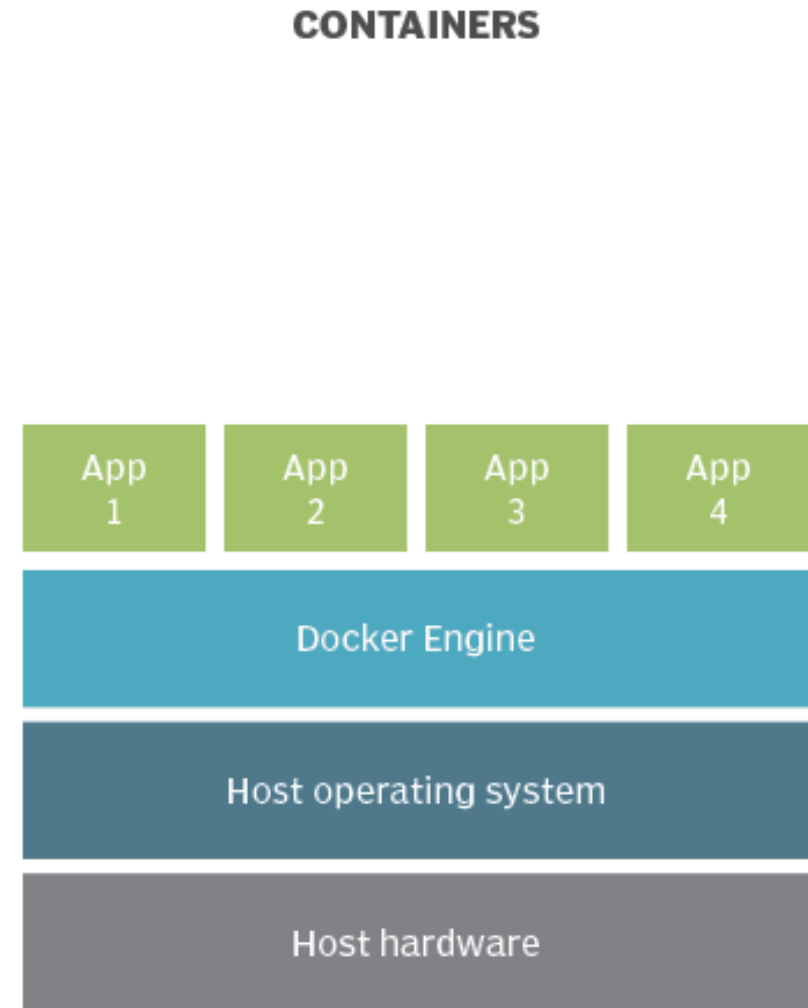 CONTAINERS
App
1
App
2
App
3
App
4
Docker Engine
Host operating system
Host hardware